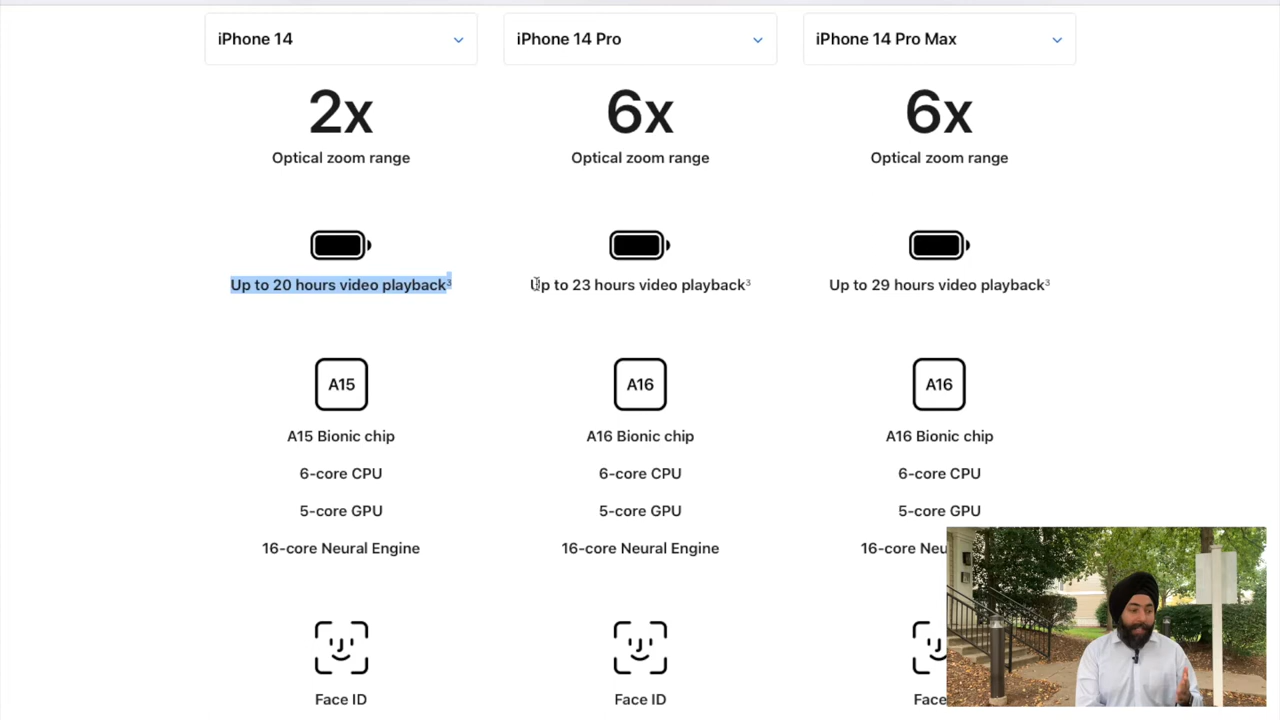 iPhone 14 iPhone 14 Pro iPhone 14 Pro Max
2x 6x 6x
Optical zoom range Optical zoom range Optical zoom range
Up to 20 hours video playback³ Up to 23 hours video playback³ Up to 29 hours video playback³
A15 A16 A16
A15 Bionic chip A16 Bionic chip A16 Bionic chip
6-core CPU 6-core CPU 6-core CPU
5-core GPU 5-core GPU 5-core GPU
16-core Neural Engine 16-core Neural Engine 16-core Neu
Face ID Face ID Face